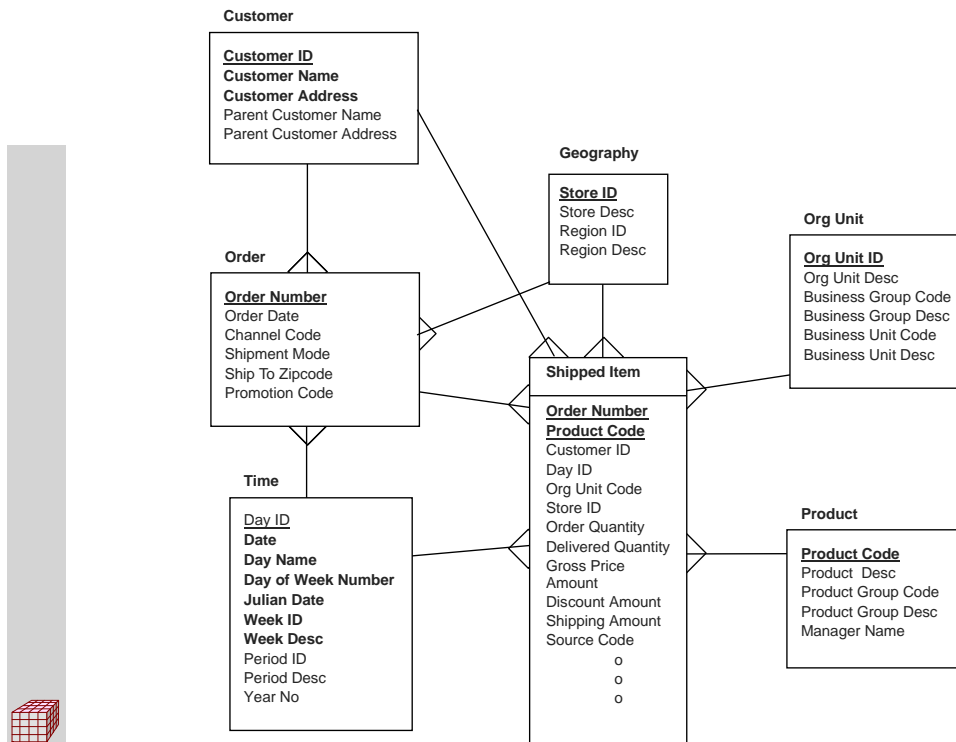 Customer
Customer ID
Customer Name
Customer Address
Parent Customer Name
Parent Customer Address
Geography
Store ID
Store Desc
Region ID
Region Desc
Org Unit
Org Unit ID
Org Unit Desc
Business Group Code
Business Group Desc
Business Unit Code
Business Unit Desc
Order
Order Number
Order Date
Channel Code
Shipment Mode
Ship To Zipcode
Promotion Code
Shipped Item
Order Number
Product Code
Customer ID
Day ID
Org Unit Code
Store ID
Order Quantity
Delivered Quantity
Gross Price
Amount
Discount Amount
Shipping Amount
Source Code
o
o
o
Time
Day ID
Date
Day Name
Day of Week Number
Julian Date
Week ID
Week Desc
Period ID
Period Desc
Year No
Product
Product Code
Product Desc
Product Group Code
Product Group Desc
Manager Name